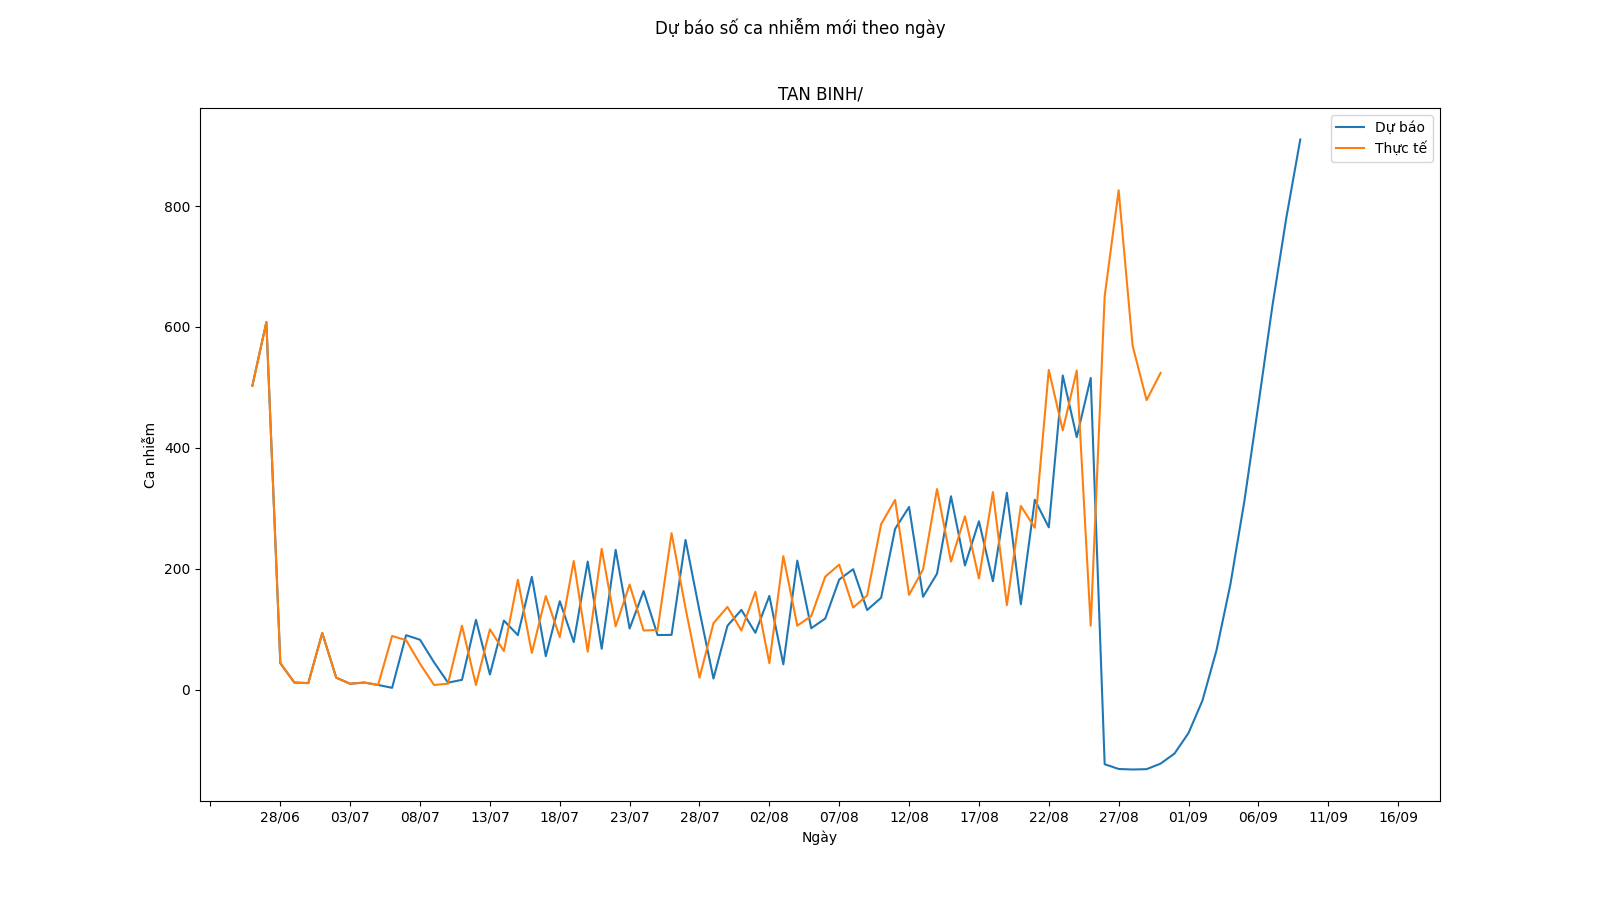 Dự báo số ca nhiễm mới theo ngày
TAN BINH/
Dự báo
Thực tế
800
600
400
200
0
Ca nhiễm
28/06 03/07 08/07 13/07 18/07 23/07 28/07 02/08 07/08 12/08 17/08 22/08 27/08 01/09 06/09 11/09 16/09
Ngày